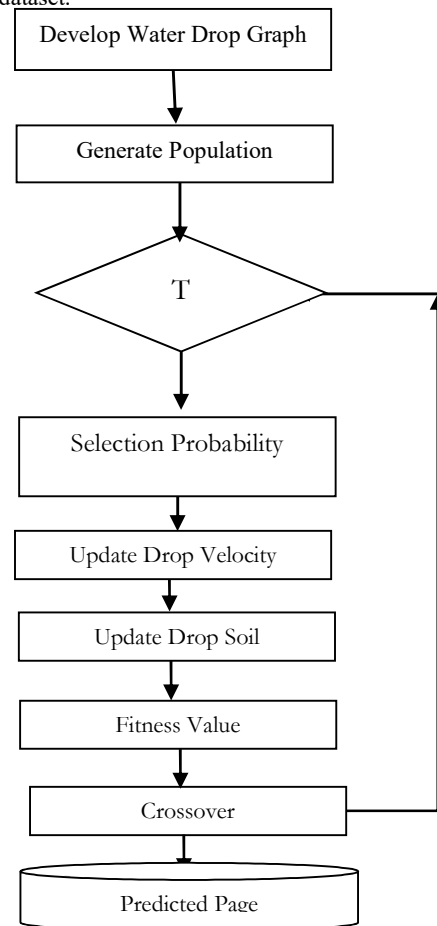 dataset.
Develop Water Drop Graph
Generate Population
T
Selection Probability
Update Drop Velocity
Update Drop Soil
Fitness Value
Crossover
Predicted Page